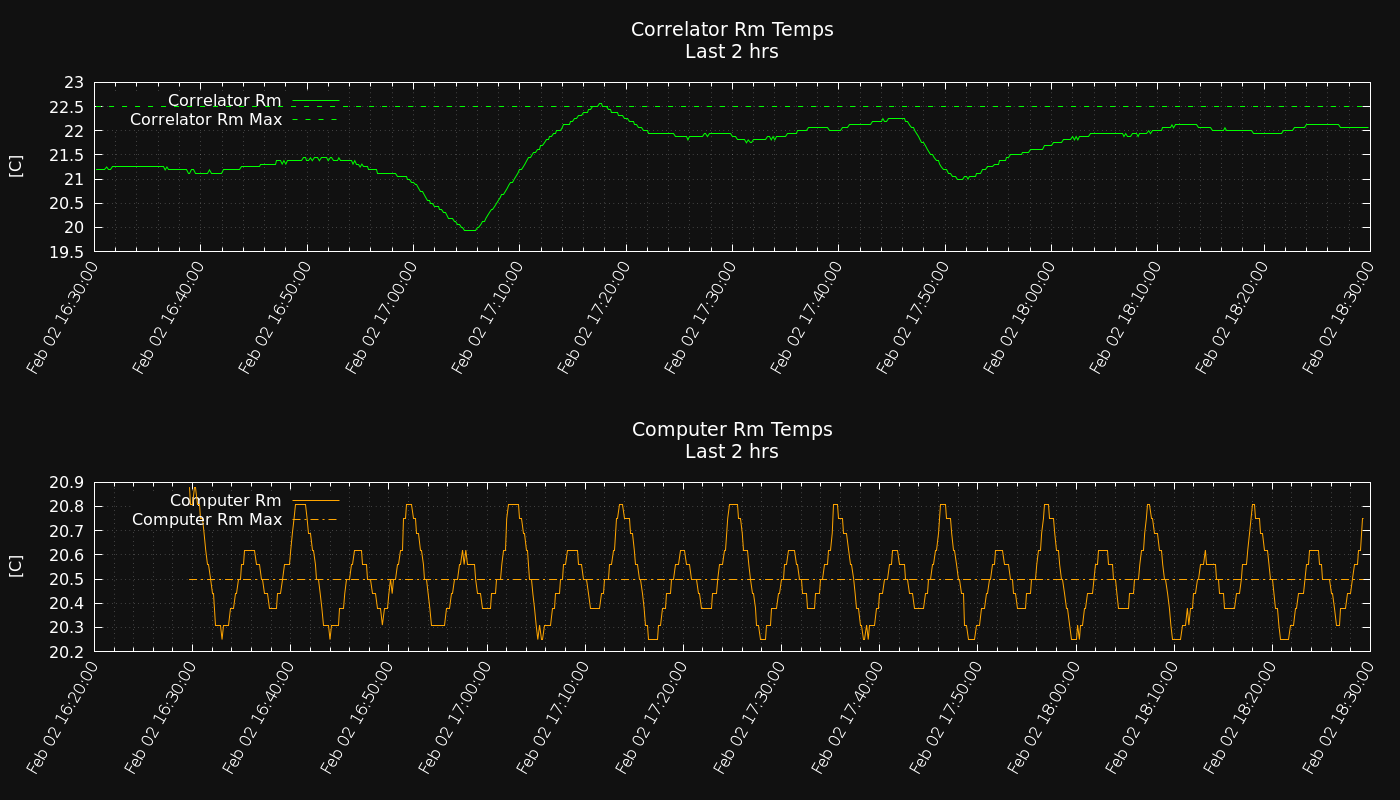 Correlator Rm Temps
Last 2 hrs
[C]
23
22.5
22
21.5
21
20.5
20
19.5
Correlator Rm
Correlator Rm Max
Feb 02 16:30:00
Feb 02 16:40:00
Feb 02 16:50:00
Feb 02 17:00:00
Feb 02 17:10:00
Feb 02 17:20:00
Feb 02 17:30:00
Feb 02 17:40:00
Feb 02 17:50:00
Feb 02 18:00:00
Feb 02 18:10:00
Feb 02 18:20:00
Feb 02 18:30:00
Computer Rm Temps
Last 2 hrs
[C]
20.9
20.8
20.7
20.6
20.5
20.4
20.3
20.2
Computer Rm
Computer Rm Max
Feb 02 16:20:00
Feb 02 16:30:00
Feb 02 16:40:00
Feb 02 16:50:00
Feb 02 17:00:00
Feb 02 17:10:00
Feb 02 17:20:00
Feb 02 17:30:00
Feb 02 17:40:00
Feb 02 17:50:00
Feb 02 18:00:00
Feb 02 18:10:00
Feb 02 18:20:00
Feb 02 18:30:00